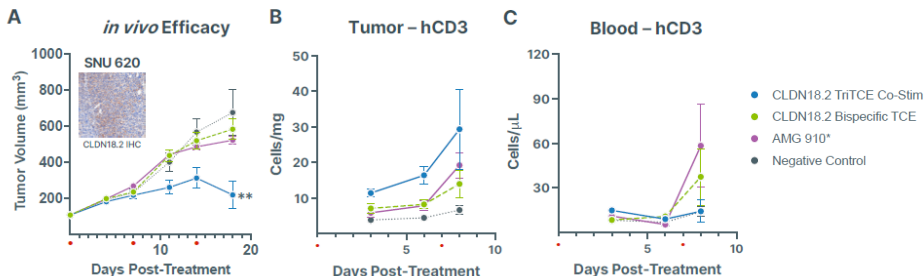 A
in vivo Efficacy
SNU 620
CLDN18.2 IHC
Tumor Volume (mm³)
1000
800
600
400
200
0
10
20
**
Days Post-Treatment
B
Tumor – hCD3
Cells/mg
50
40
30
20
10
0
5
10
Days Post-Treatment
C
Blood – hCD3
Cells/µL
120
90
60
30
0
5
10
Days Post-Treatment
CLDN18.2 TriTCE Co-Stim
CLDN18.2 Bispecific TCE
AMG 910*
Negative Control